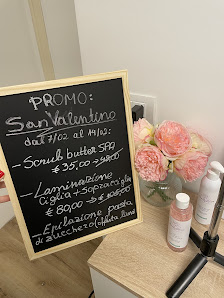 PROMO:
San Valentino
dal 7/02 al 14/02:
- Scrub butter SPA
€ 35,00 →
- Laminazione
ciglia + Sopracciglia
€ 80,00 →
- Epilazione pasta
di zucchero